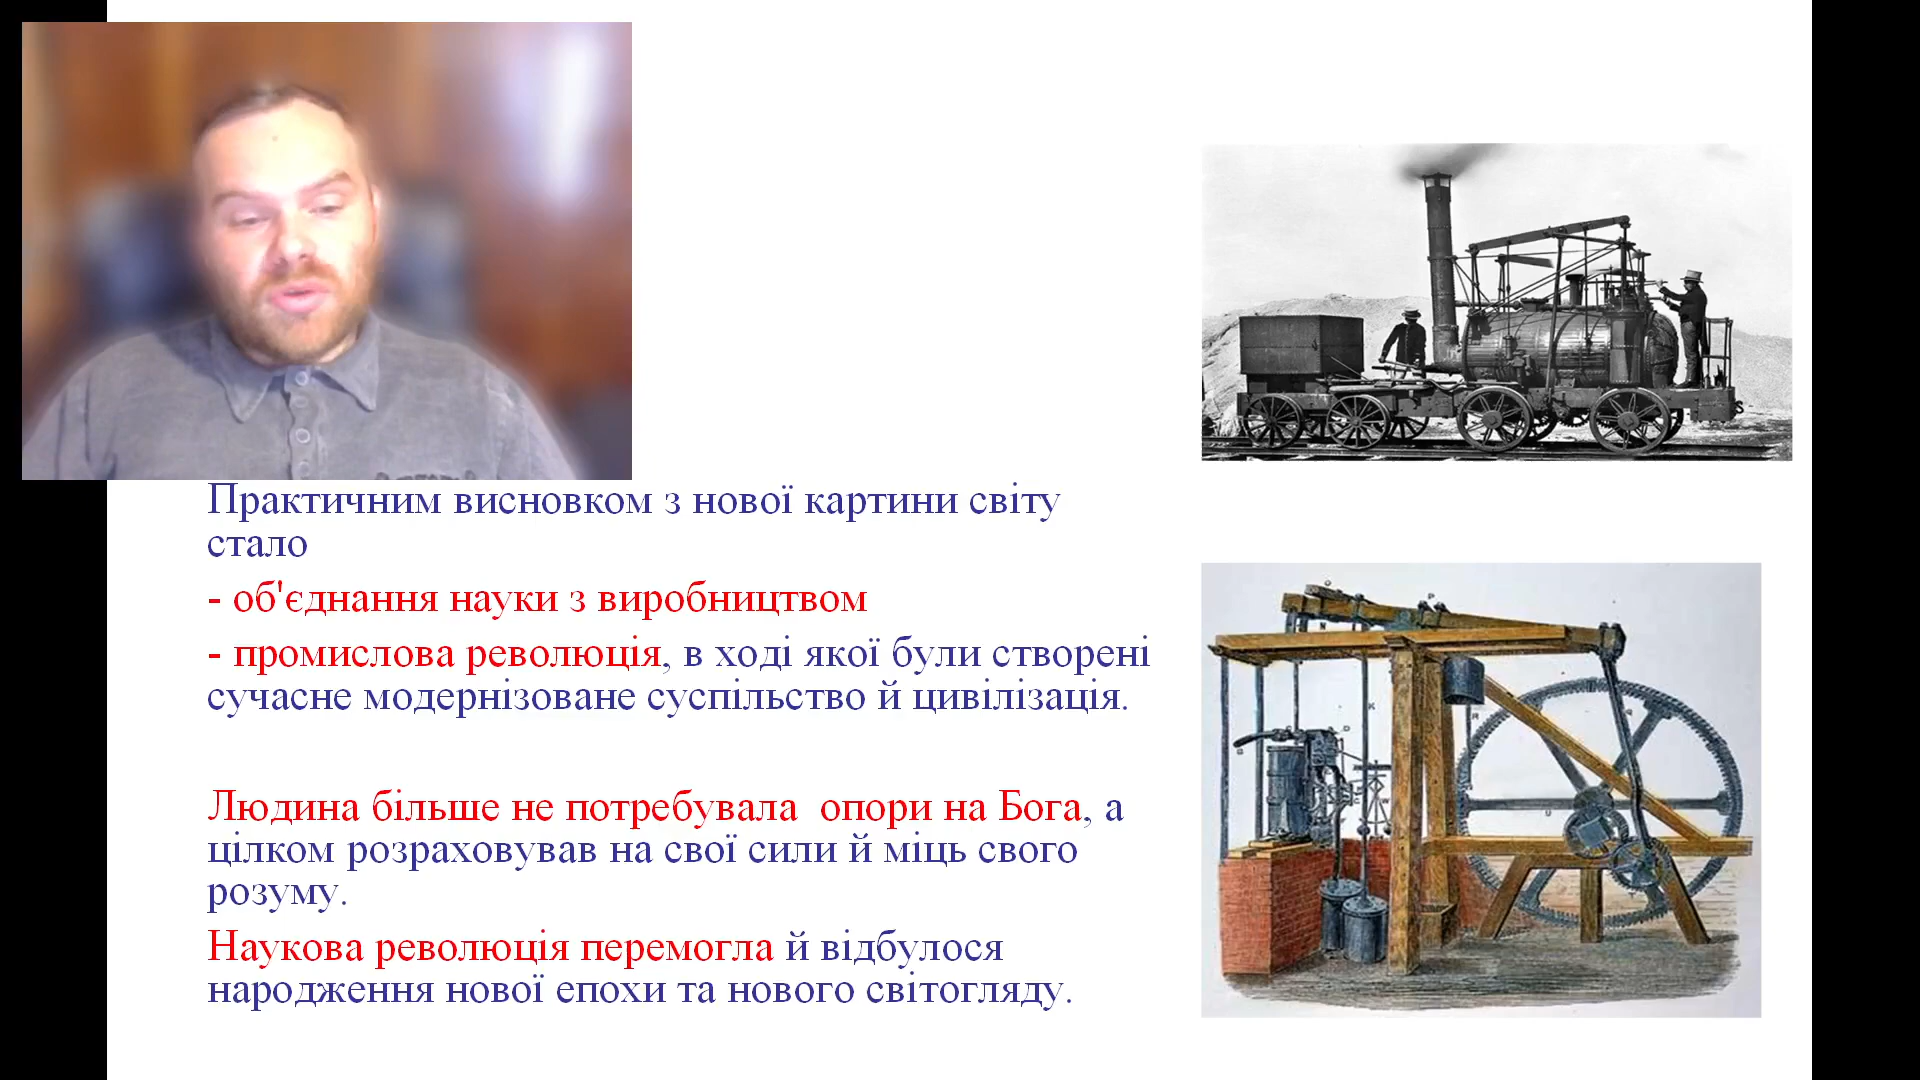 Практичним висновком з нової картини світу
стало
- об'єднання науки з виробництвом
- промислова революція, в ході якої були створені
сучасне модернізоване суспільство й цивілізація.
Людина більше не потребувала опори на Бога, а
цілком розраховував на свої сили й міць свого
розуму.
Наукова революція перемогла й відбулося
народження нової епохи та нового світогляду.